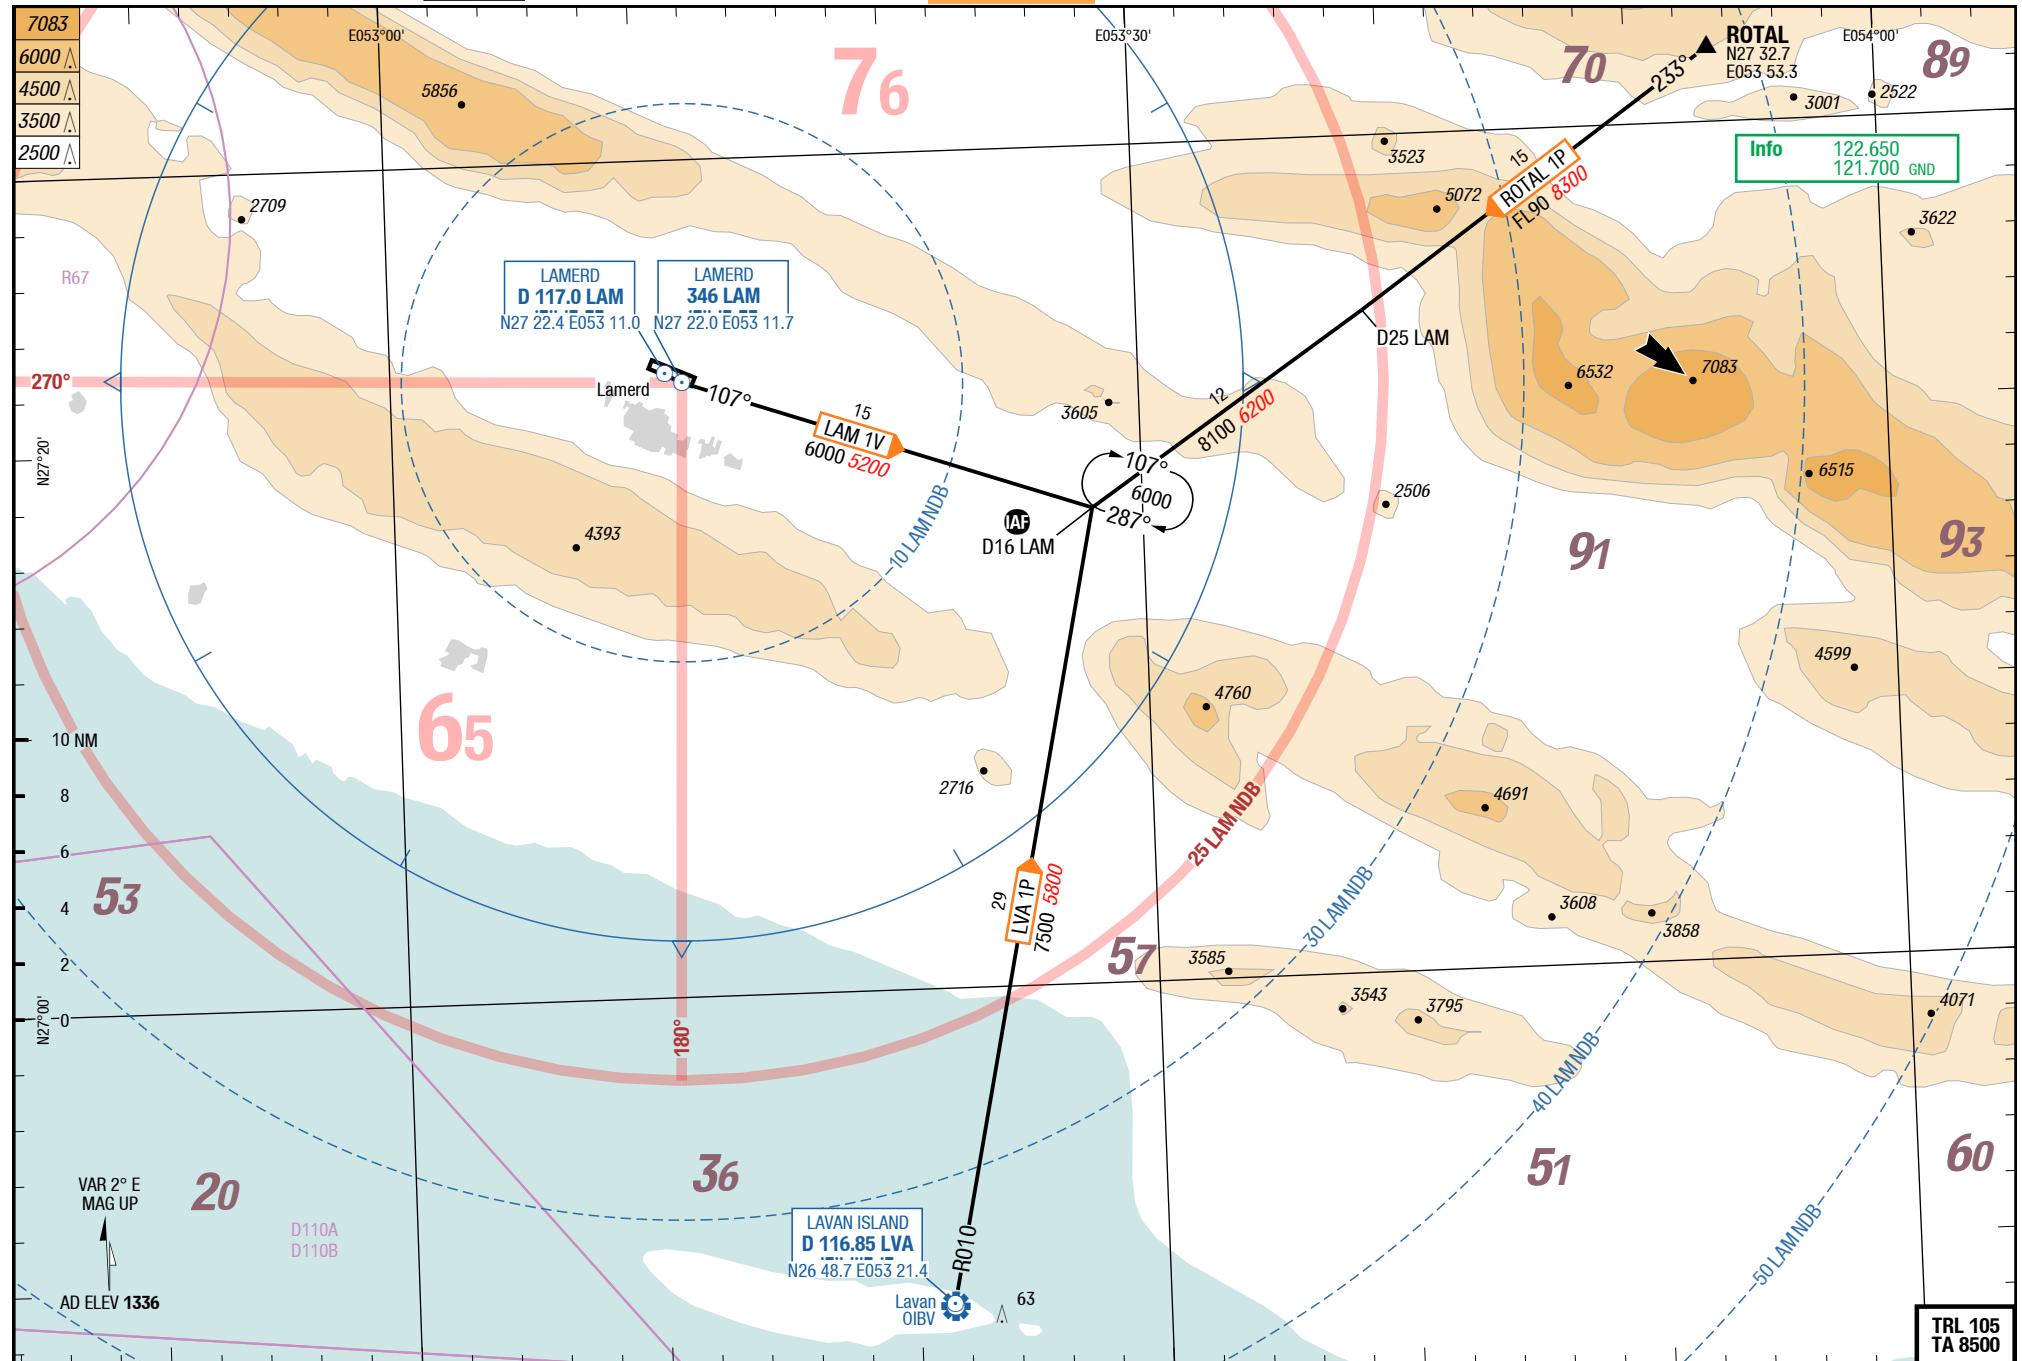 7083
6000
4500
3500
2500
E053°00'
E053°30'
E054°00'
ROTAL
N27 32.7
E053 53.3
233°
70
89
76
5856
3001
2522
3523
Info 122.650
121.700 GND
15
ROTAL 1P
FL90 8300
5072
2709
3622
R67
LAMERD
D 117.0 LAM
N27 22.4 E053 11.0
LAMERD
346 LAM
N27 22.0 E053 11.7
D25 LAM
6532
7083
270°
Lamerd
107°
15
LAM 1V
6000 5200
3605
12
8100 6200
N27°20'
107°
6000
287°
IAF
D16 LAM
2506
6515
4393
10 LAM NDB
91
93
4599
4760
65
10 NM
8
6
4
2
0
2716
4691
25 LAM NDB
53
29
LVA 1P
7500 5800
3608
3858
30 LAM NDB
57
3585
3543
3795
4071
N27°00'
180°
40 LAM NDB
36
51
60
20
VAR 2° E
MAG UP
D110A
D110B
LAVAN ISLAND
D 116.85 LVA
N26 48.7 E053 21.4
R010
50 LAM NDB
AD ELEV 1336
Lavan
OIBV
63
TRL 105
TA 8500